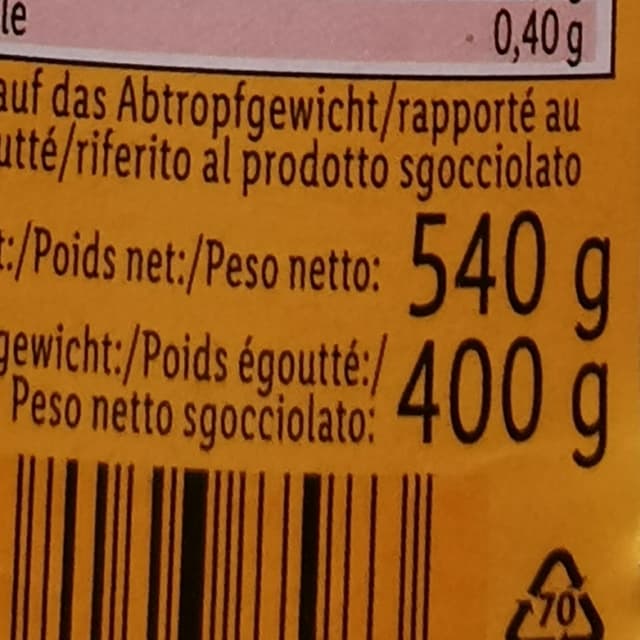 le
0,40 g
auf das Abtropfgewicht/rapporté au
utté/riferito al prodotto sgocciolato
t:/Poids net:/Peso netto: 540 g
gewicht:/Poids égoutté:/ 400 g
Peso netto sgocciolato:
70